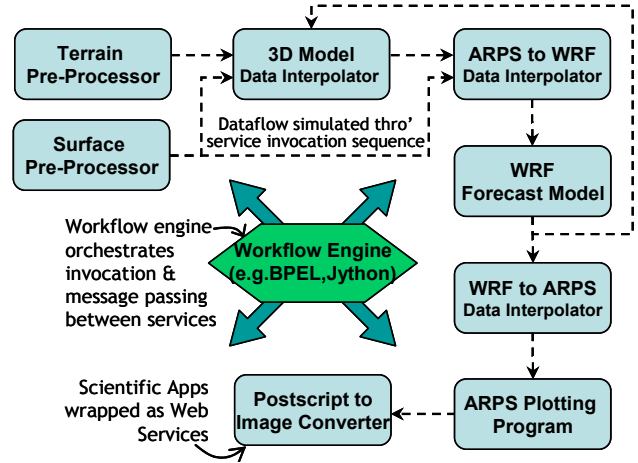 Terrain
Pre-Processor
3D Model
Data Interpolator
ARPS to WRF
Data Interpolator
Surface
Pre-Processor
Dataflow simulated thro'
service invocation sequence
WRF
Forecast Model
Workflow engine
orchestrates
invocation &
message passing
between services
Workflow Engine
(e.g.BPEL,Jython)
WRF to ARPS
Data Interpolator
Scientific Apps
wrapped as Web
Services
Postscript to
Image Converter
ARPS Plotting
Program